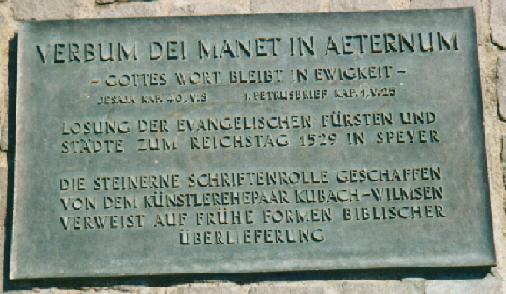 VERBUM DEI MANET IN AETERNUM
- GOTTES WORT BLEIBT IN EWIGKEIT -
JESAJA KAP. 40,V.8 1. PETRUSBRIEF KAP. 1,V.25
LOSUNG DER EVANGELISCHEN FÜRSTEN UND
STÄDTE ZUM REICHSTAG 1529 IN SPEYER
DIE STEINERNE SCHRIFTENROLLE GESCHAFFEN
VON DEM KÜNSTLEREHEPAAR KUBACH-WILMSEN
VERWEIST AUF FRÜHE FORMEN BIBLISCHER
ÜBERLIEFERUNG